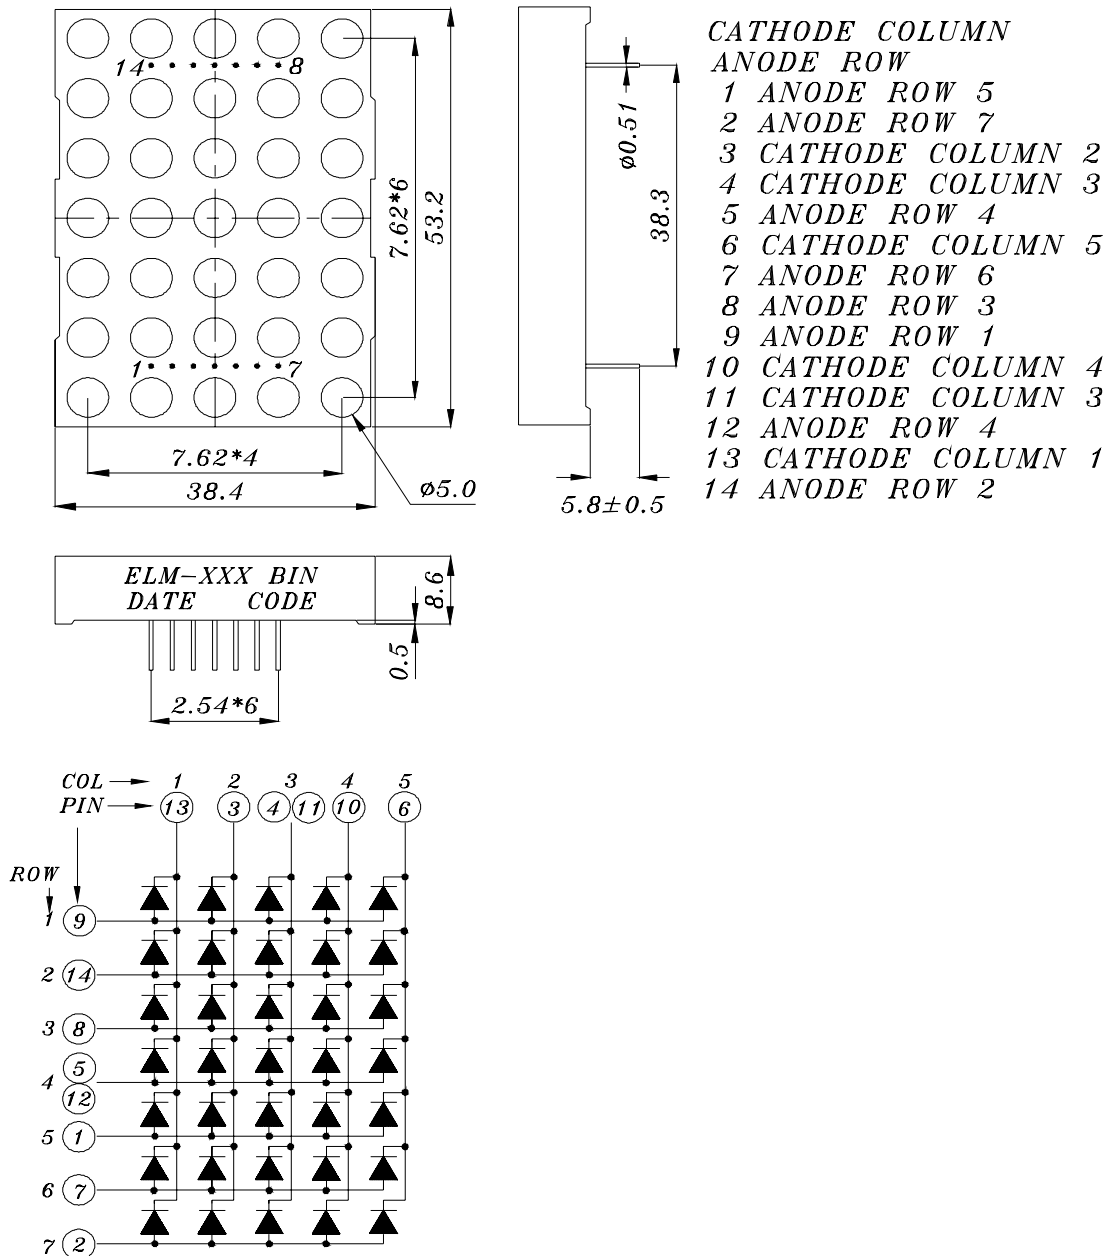 14 8
1 7
7.62*6
53.2
7.62*4
38.4
ø5.0
ø0.51
38.3
5.8±0.5
CATHODE COLUMN
ANODE ROW
1 ANODE ROW 5
2 ANODE ROW 7
3 CATHODE COLUMN 2
4 CATHODE COLUMN 3
5 ANODE ROW 4
6 CATHODE COLUMN 5
7 ANODE ROW 6
8 ANODE ROW 3
9 ANODE ROW 1
10 CATHODE COLUMN 4
11 CATHODE COLUMN 3
12 ANODE ROW 4
13 CATHODE COLUMN 1
14 ANODE ROW 2
ELM-XXX BIN
DATE CODE
8.6
0.5
2.54*6
COL 1 2 3 4 5
PIN 13 3 4 11 10 6
ROW
1 9
2 14
3 8
4 5
12
5 1
6 7
7 2